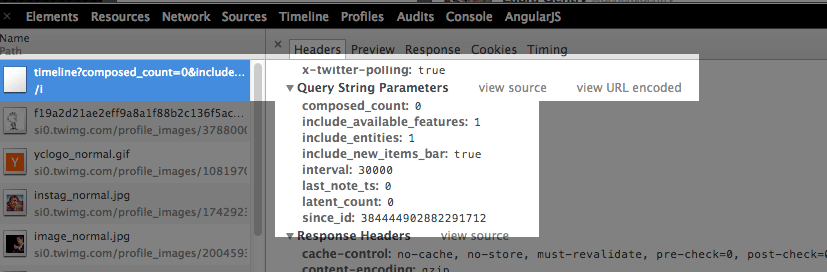 Elements Resources Network Sources Timeline Profiles Audits Console AngularJS
Name
Path
Headers Preview Response Cookies Timing
timeline?composed_count=0&include...
/i
f19a2d21ae2eff9a8a1f88b2c136f5ac...
si0.twimg.com/profile_images/3788000
yclogo_normal.gif
si0.twimg.com/profile_images/1081970
instag_normal.jpg
si0.twimg.com/profile_images/1742923
image_normal.jpg
si0.twimg.com/profile_images/2004593
x-twitter-polling: true
Query String Parameters view source view URL encoded
composed_count: 0
include_available_features: 1
include_entities: 1
include_new_items_bar: true
interval: 30000
last_note_ts: 0
latent_count: 0
since_id: 384444902882291712
Response Headers view source
cache-control: no-cache, no-store, must-revalidate, pre-check=0, post-check=0
content-encoding: gzip